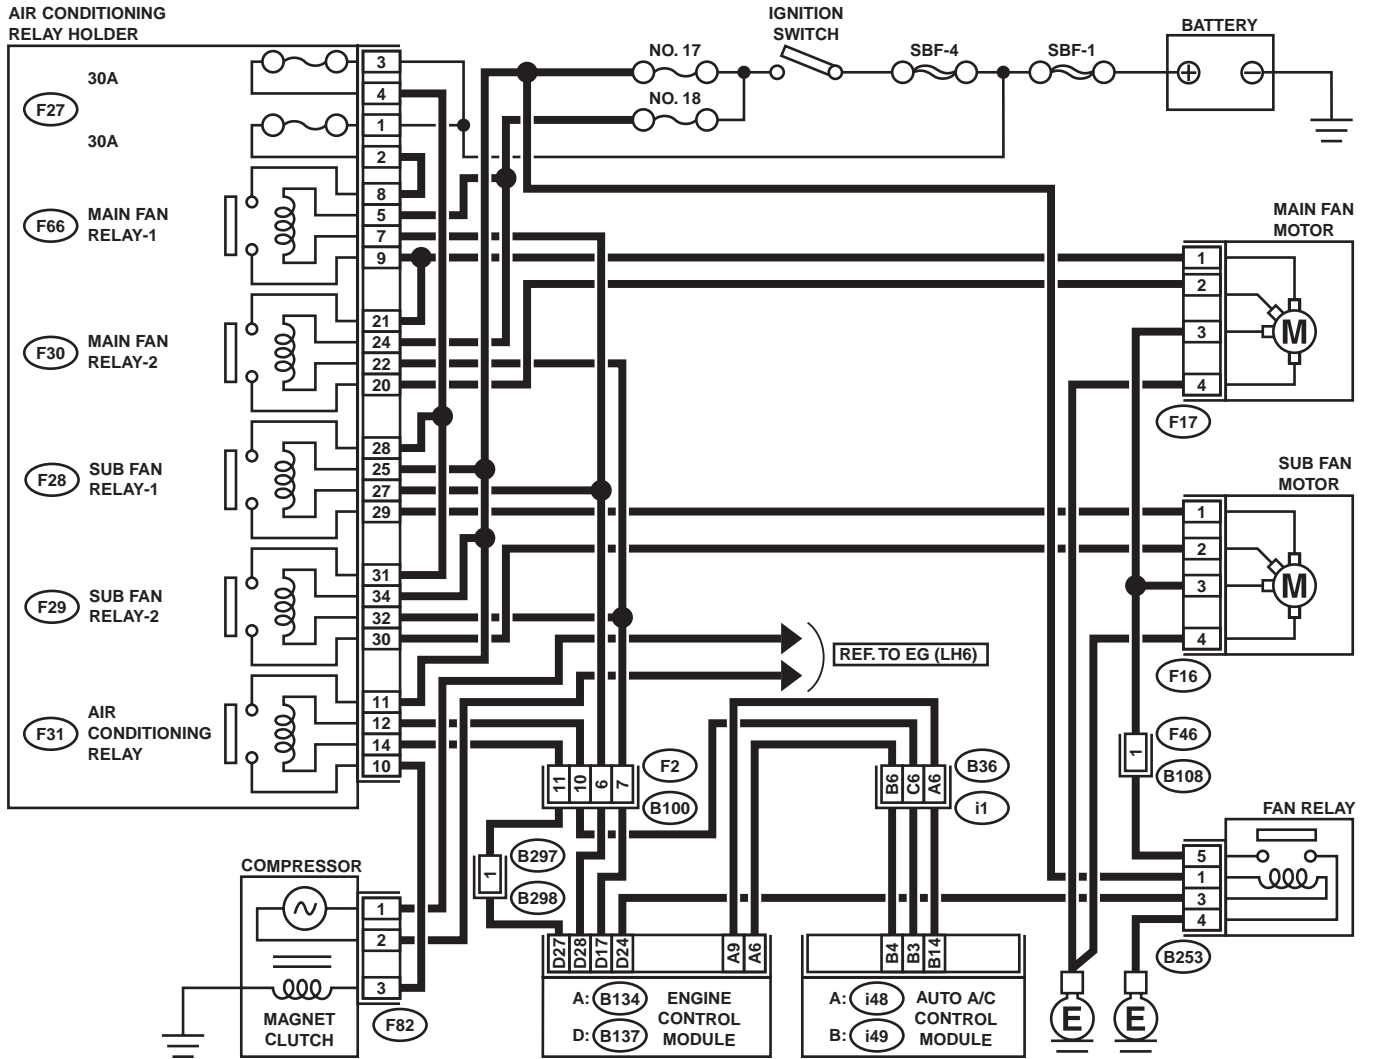 AIR CONDITIONING
RELAY HOLDER
30A
F27
30A
F66
MAIN FAN
RELAY-1
F30
MAIN FAN
RELAY-2
F28
SUB FAN
RELAY-1
F29
SUB FAN
RELAY-2
F31
AIR
CONDITIONING
RELAY
3
4
1
2
8
5
7
9
21
24
22
20
28
25
27
29
31
34
32
30
11
12
14
10
NO. 17
NO. 18
IGNITION
SWITCH
SBF-4
SBF-1
BATTERY
MAIN FAN
MOTOR
1
2
3
4
M
F17
SUB FAN
MOTOR
1
2
3
4
M
F16
REF. TO EG (LH6)
11
10
6
7
F2
B100
B6
C6
A6
B36
i1
1
F46
B108
1
B297
B298
FAN RELAY
5
1
3
4
B253
E
E
COMPRESSOR
1
2
3
MAGNET
CLUTCH
F82
D27
D28
D17
D24
A9
A6
A: B134
D: B137
ENGINE
CONTROL
MODULE
B4
B3
B14
A: i48
B: i49
AUTO A/C
CONTROL
MODULE